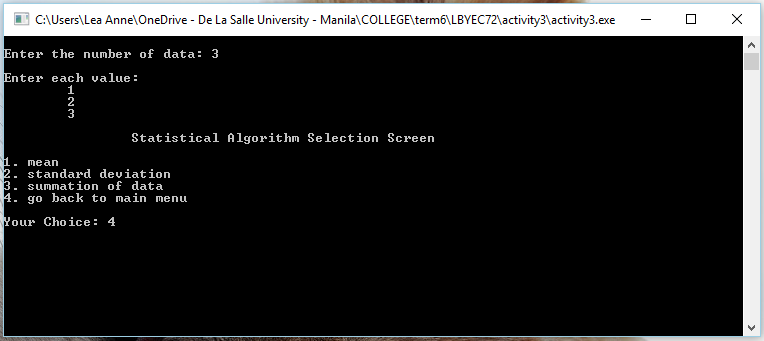 C:\Users\Lea Anne\OneDrive - De La Salle University - Manila\COLLEGE\term6\LBYEC72\activity3\activity3.exe
Enter the number of data: 3
Enter each value:
1
2
3
Statistical Algorithm Selection Screen
1. mean
2. standard deviation
3. summation of data
4. go back to main menu
Your Choice: 4